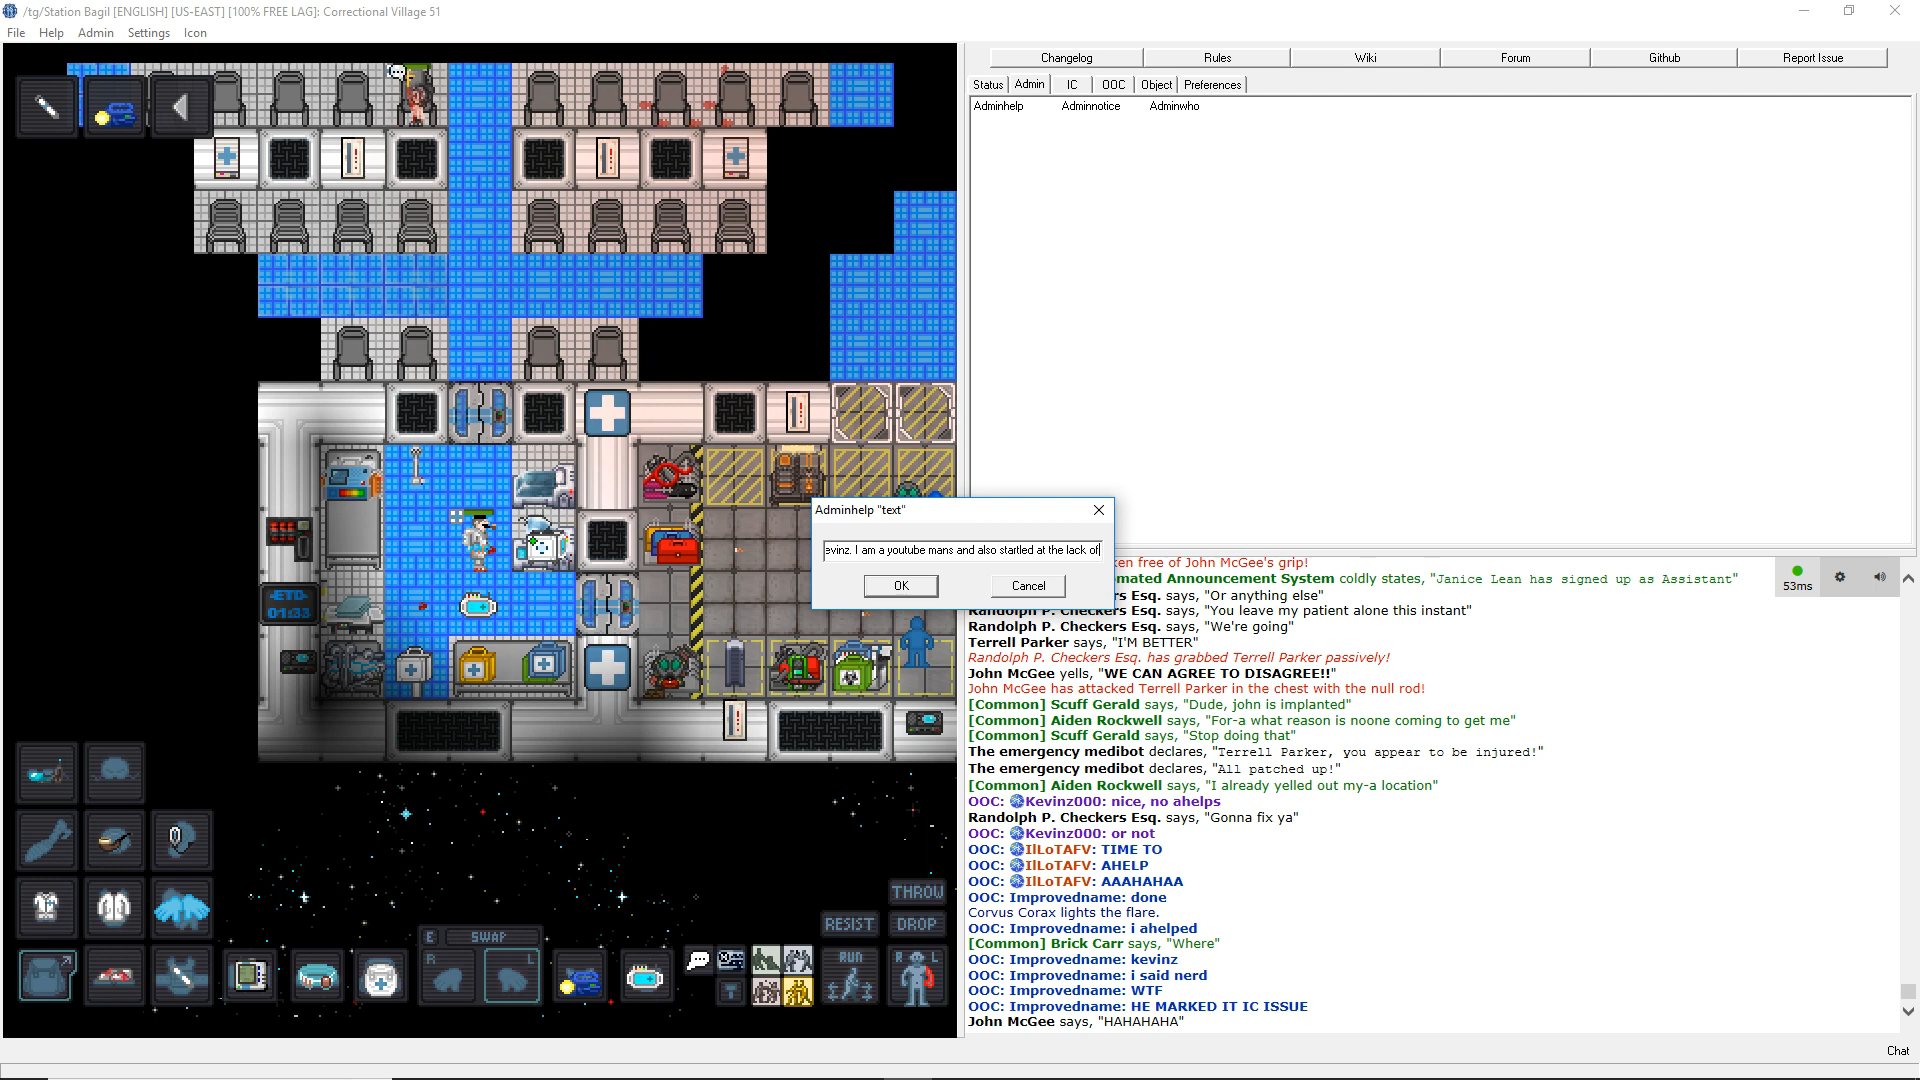 /tg/Station Bagil [ENGLISH] [US-EAST] [100% FREE LAG]: Correctional Village 51
File Help Admin Settings Icon
Changelog Rules Wiki Forum Github Report Issue
Status Admin IC OOC Object Preferences
Adminhelp Adminnotice Adminwho
Adminhelp "text"
evinz. I am a youtube mans and also startled at the lack of
OK Cancel
53ms
-ETD-
01:33
ken free of John McGee's grip!
mated Announcement System coldly states, "Janice Lean has signed up as Assistant"
rs Esq. says, "Or anything else"
Randolph P. Checkers Esq. says, "You leave my patient alone this instant"
Randolph P. Checkers Esq. says, "We're going"
Terrell Parker says, "I'M BETTER"
Randolph P. Checkers Esq. has grabbed Terrell Parker passively!
John McGee yells, "WE CAN AGREE TO DISAGREE!!"
John McGee has attacked Terrell Parker in the chest with the null rod!
[Common] Scuff Gerald says, "Dude, john is implanted"
[Common] Aiden Rockwell says, "For-a what reason is noone coming to get me"
[Common] Scuff Gerald says, "Stop doing that"
The emergency medibot declares, "Terrell Parker, you appear to be injured!"
The emergency medibot declares, "All patched up!"
[Common] Aiden Rockwell says, "I already yelled out my-a location"
OOC: Kevinz000: nice, no ahelps
Randolph P. Checkers Esq. says, "Gonna fix ya"
OOC: Kevinz000: or not
OOC: IlLoTAFV: TIME TO
OOC: IlLoTAFV: AHELP
OOC: IlLoTAFV: AAAHAHAA
OOC: Improvedname: done
Corvus Corax lights the flare.
OOC: Improvedname: i ahelped
[Common] Brick Carr says, "Where"
OOC: Improvedname: kevinz
OOC: Improvedname: i said nerd
OOC: Improvedname: WTF
OOC: Improvedname: HE MARKED IT IC ISSUE
John McGee says, "HAHAHAHA"
THROW
RESIST DROP
E SWAP
R L
RUN
R L
Chat